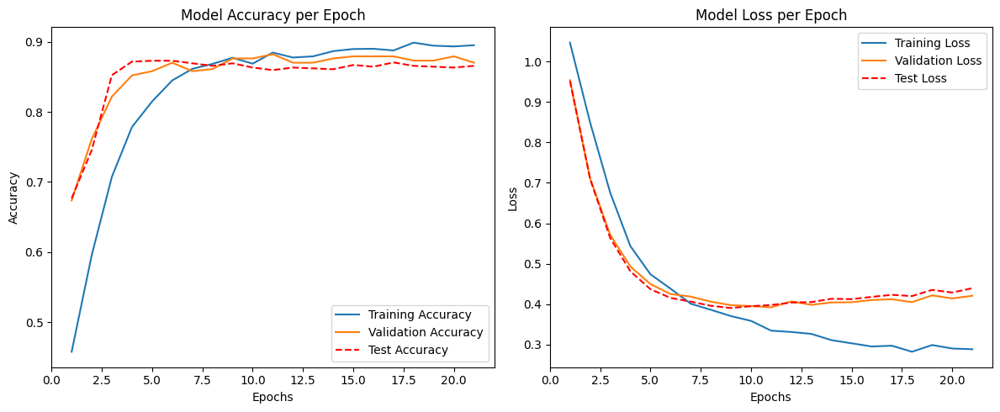 Model Accuracy per Epoch
0.9
0.8
0.7
0.6
0.5
Accuracy
0.0 2.5 5.0 7.5 10.0 12.5 15.0 17.5 20.0
Epochs
Training Accuracy
Validation Accuracy
Test Accuracy
Model Loss per Epoch
1.0
0.9
0.8
0.7
0.6
0.5
0.4
0.3
Loss
0.0 2.5 5.0 7.5 10.0 12.5 15.0 17.5 20.0
Epochs
Training Loss
Validation Loss
Test Loss